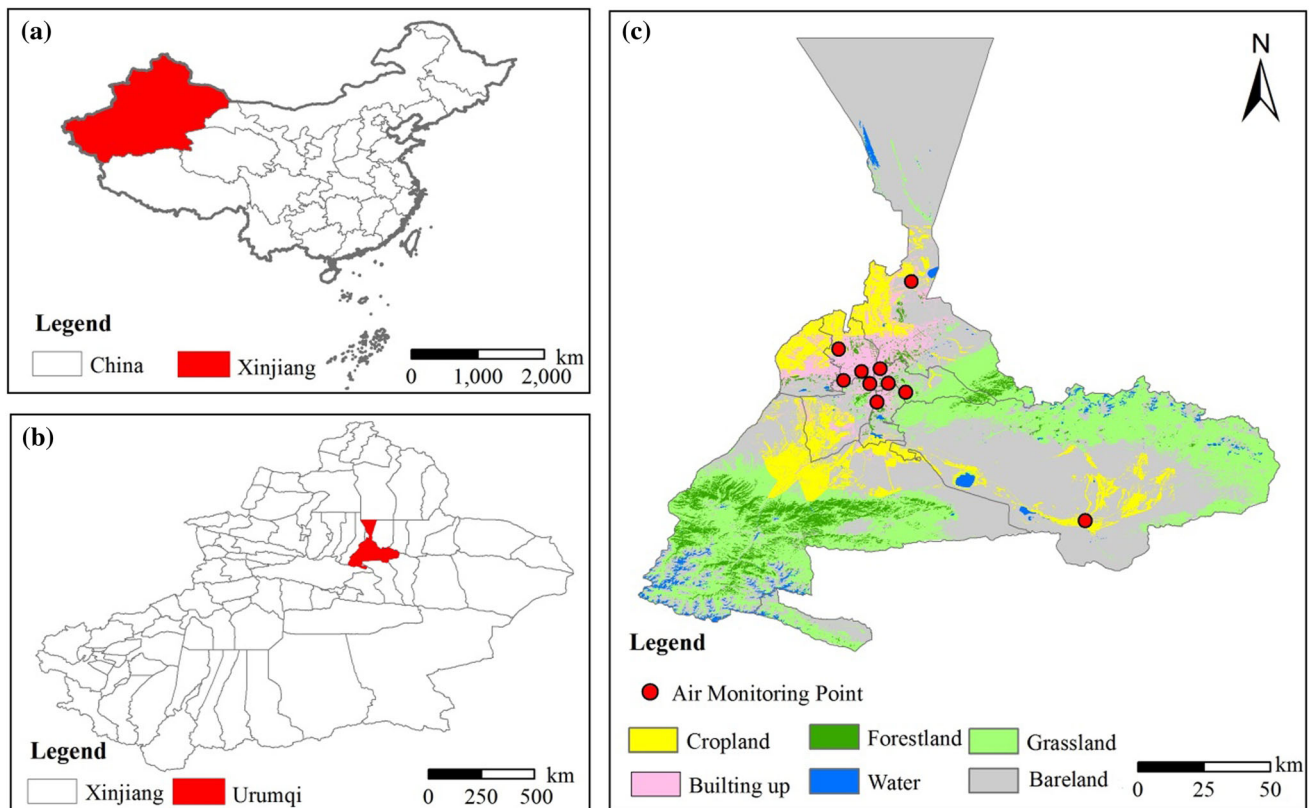 (a)
Legend
China
Xinjiang
km
0 1,000 2,000
(b)
Legend
Xinjiang
Urumqi
km
0 250 500
(c)
N
Legend
Air Monitoring Point
Cropland Forestland Grassland
Builting up Water Bareland
km
0 25 50